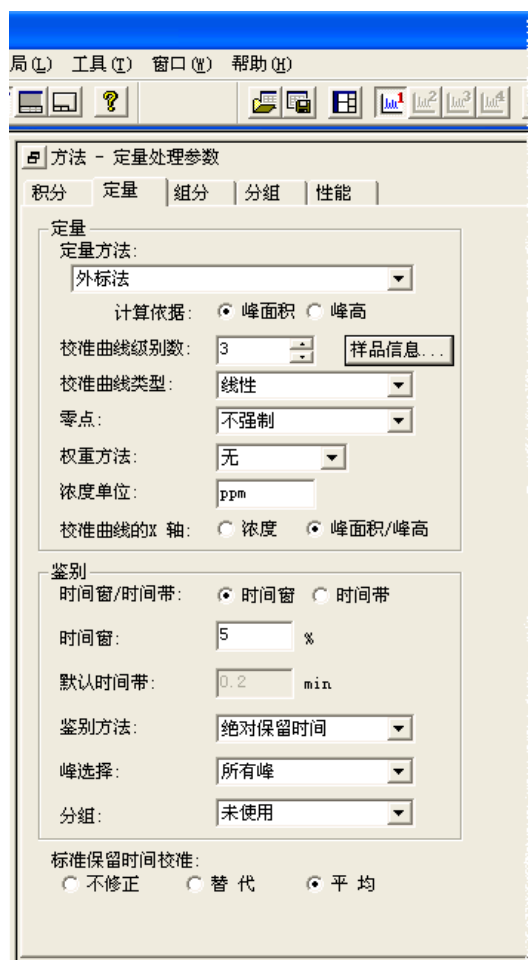 局(L) 工具(T) 窗口(W) 帮助(H)
1 2 3 4
方法 - 定量处理参数
积分 定量 组分 分组 性能
定量
定量方法:
外标法
计算依据: 峰面积 峰高
校准曲线级别数: 3 样品信息...
校准曲线类型: 线性
零点: 不强制
权重方法: 无
浓度单位: ppm
校准曲线的X 轴: 浓度 峰面积/峰高
鉴别
时间窗/时间带: 时间窗 时间带
时间窗: 5 %
默认时间带: 0.2 min
鉴别方法: 绝对保留时间
峰选择: 所有峰
分组: 未使用
标准保留时间校准:
不修正 替 代 平 均